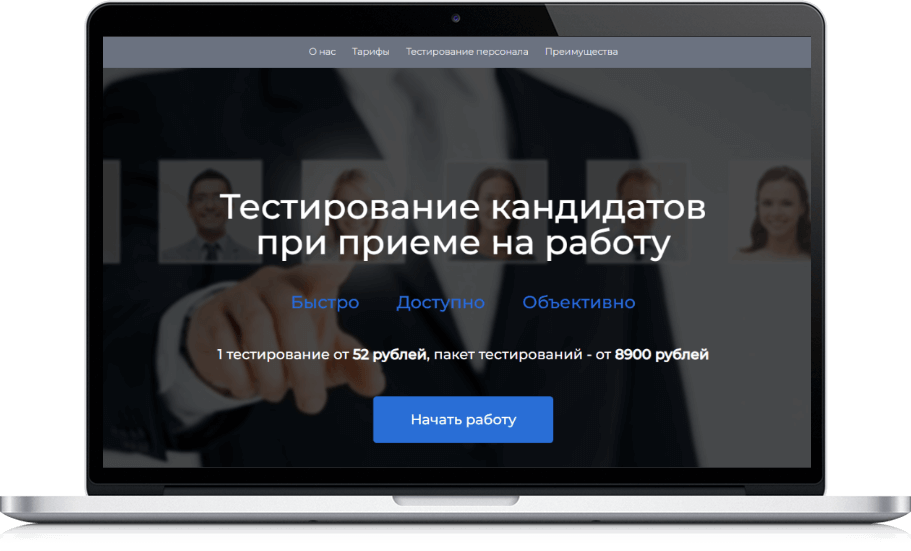 О нас Тарифы Тестирование персонала Преимущества
Тестирование кандидатов
при приеме на работу
Быстро Доступно Объективно
1 тестирование от 52 рублей, пакет тестирований - от 8900 рублей
Начать работу